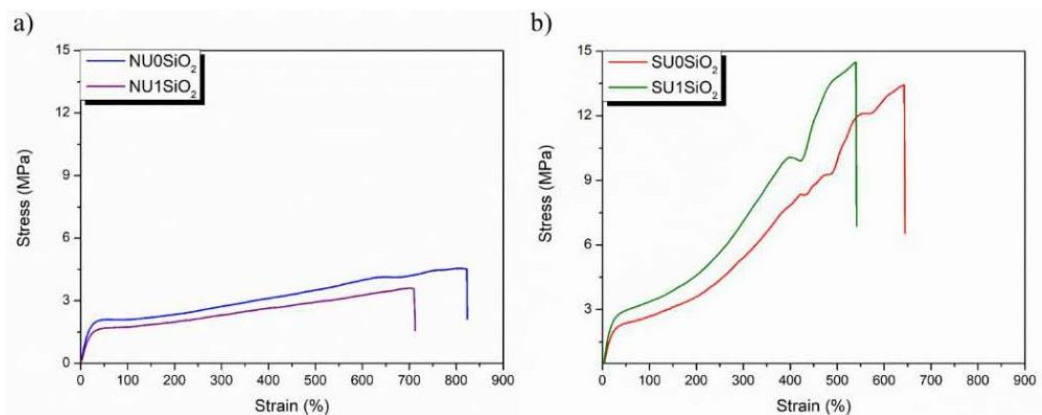 a)
NU0SiO₂
NU1SiO₂
Stress (MPa)
15
12
9
6
3
0
0 100 200 300 400 500 600 700 800 900
Strain (%)
b)
SU0SiO₂
SU1SiO₂
Stress (MPa)
15
12
9
6
3
0 100 200 300 400 500 600 700 800 900
Strain (%)